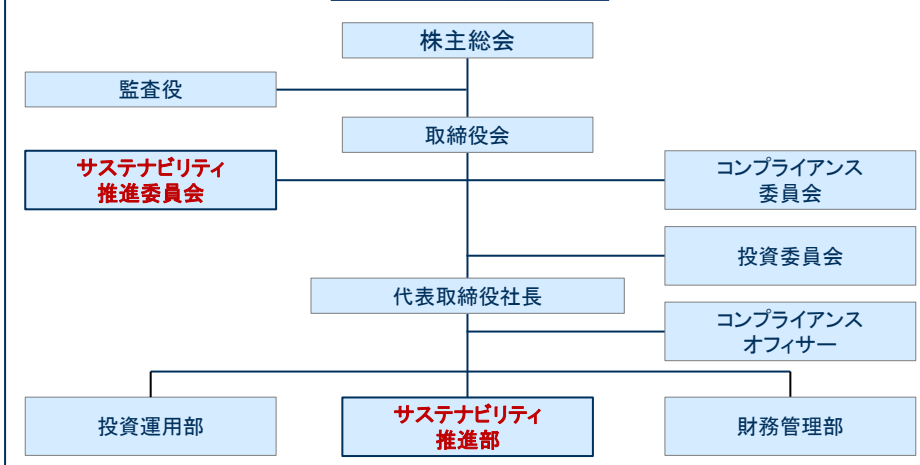 株主総会
監査役
取締役会
サステナビリティ
推進委員会
コンプライアンス
委員会
投資委員会
代表取締役社長
コンプライアンス
オフィサー
投資運用部
サステナビリティ
推進部
財務管理部